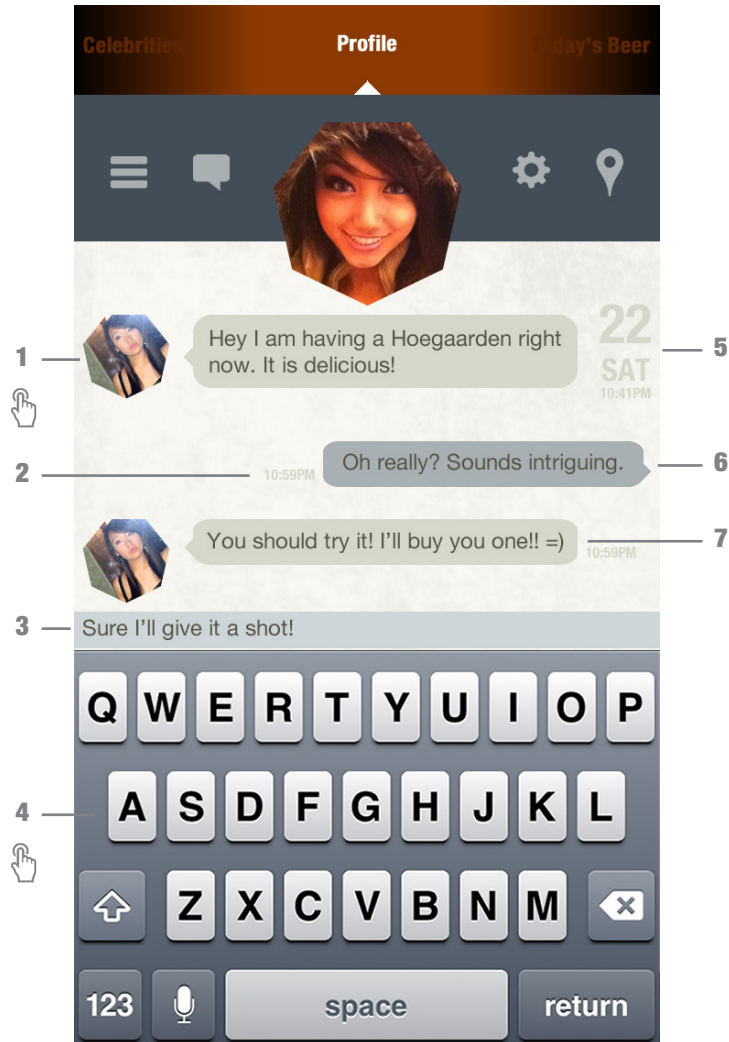 Celebrities
Profile
Today's Beer
22
SAT
10:41PM
Hey I am having a Hoegaarden right
now. It is delicious!
1
5
Oh really? Sounds intriguing.
10:59PM
2
6
You should try it! I'll buy you one!! =)
10:59PM
7
3
Sure I'll give it a shot!
Q W E R T Y U I O P
4
A S D F G H J K L
Z X C V B N M
123
space
return